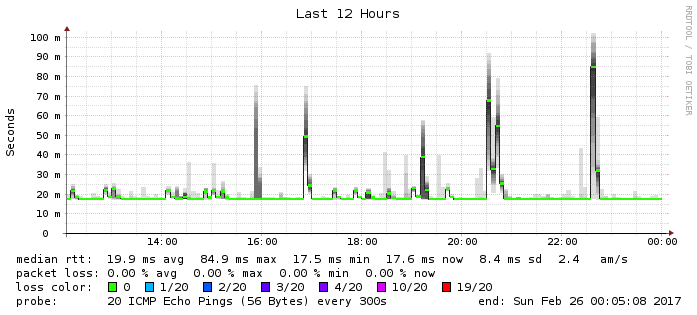 Last 12 Hours
RRDTOOL / TOBI OETIKER
Seconds
100 m
90 m
80 m
70 m
60 m
50 m
40 m
30 m
20 m
10 m
0
14:00 16:00 18:00 20:00 22:00 00:00
median rtt: 19.9 ms avg 84.9 ms max 17.5 ms min 17.6 ms now 8.4 ms sd 2.4 am/s
packet loss: 0.00 % avg 0.00 % max 0.00 % min 0.00 % now
loss color: 0 1/20 2/20 3/20 4/20 10/20 19/20
probe: 20 ICMP Echo Pings (56 Bytes) every 300s end: Sun Feb 26 00:05:08 2017